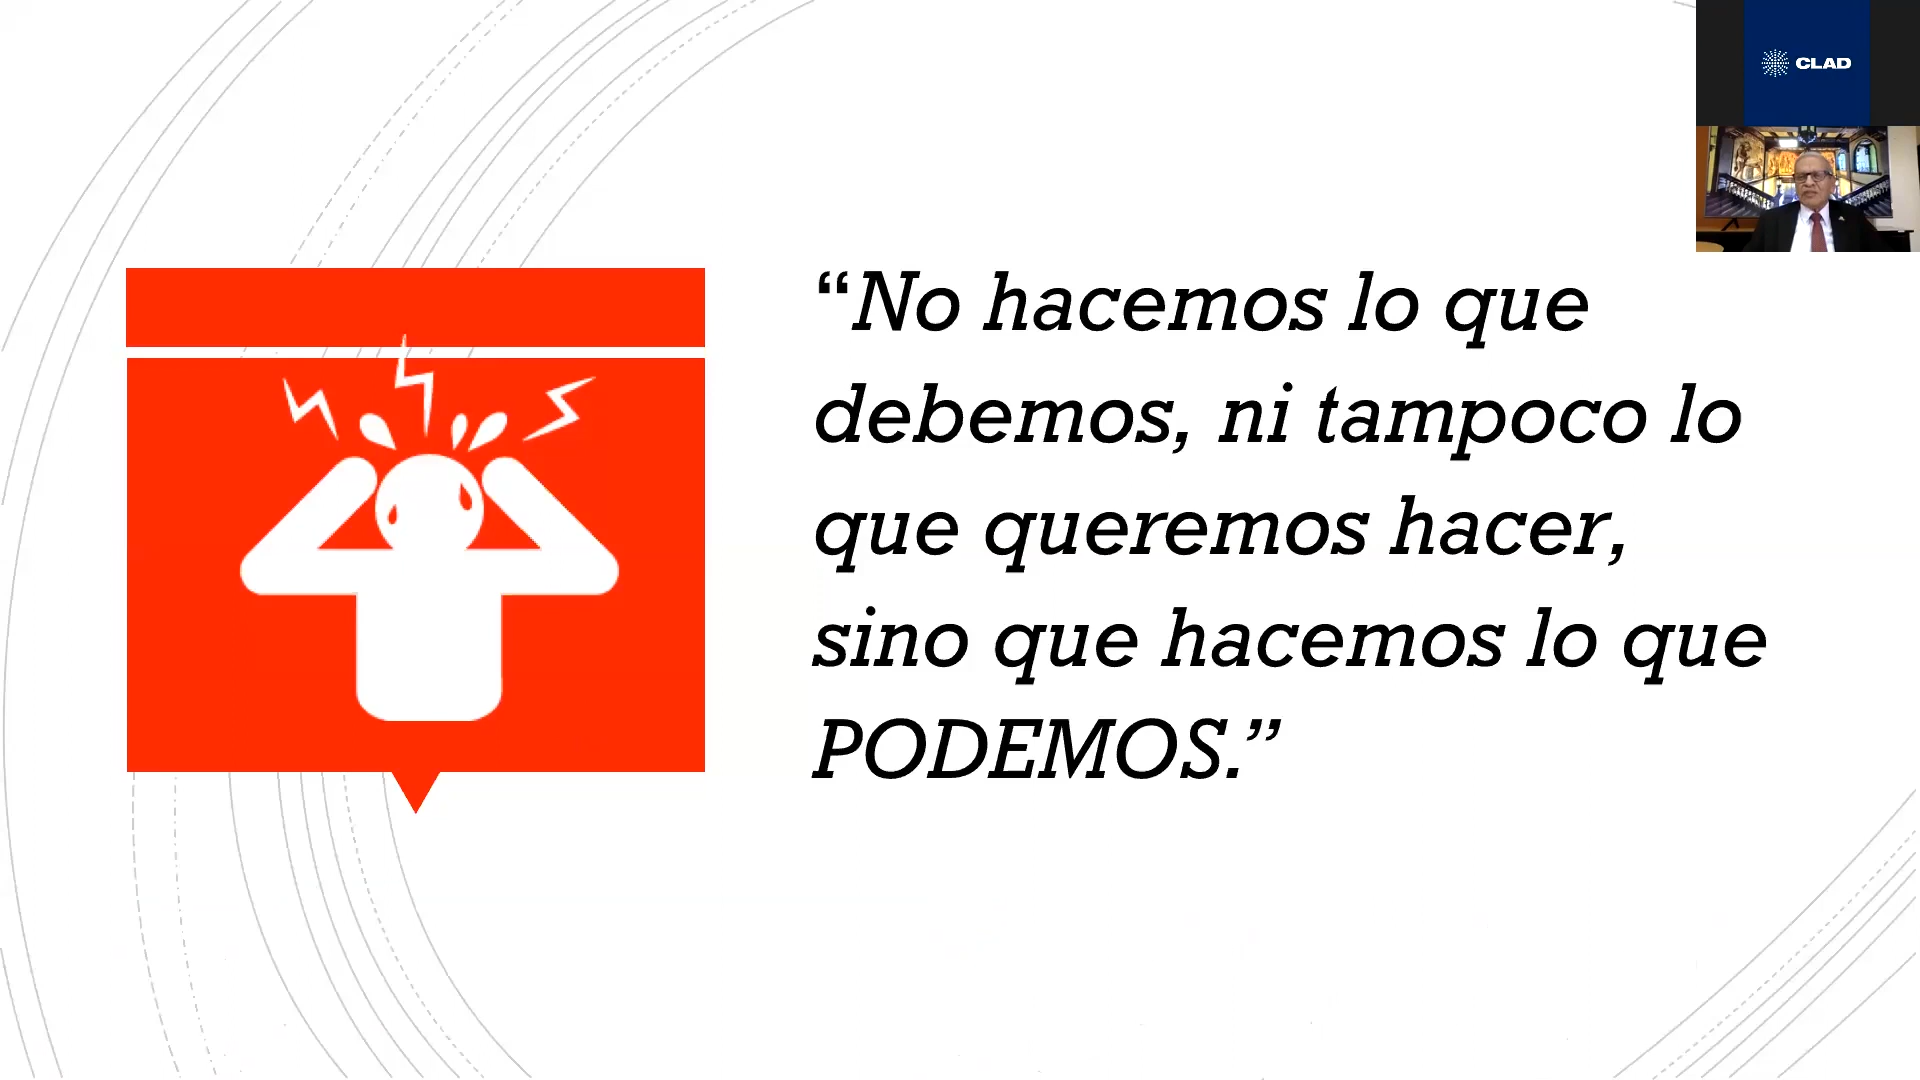 CLAD
“No hacemos lo que
debemos, ni tampoco lo
que queremos hacer,
sino que hacemos lo que
PODEMOS.”